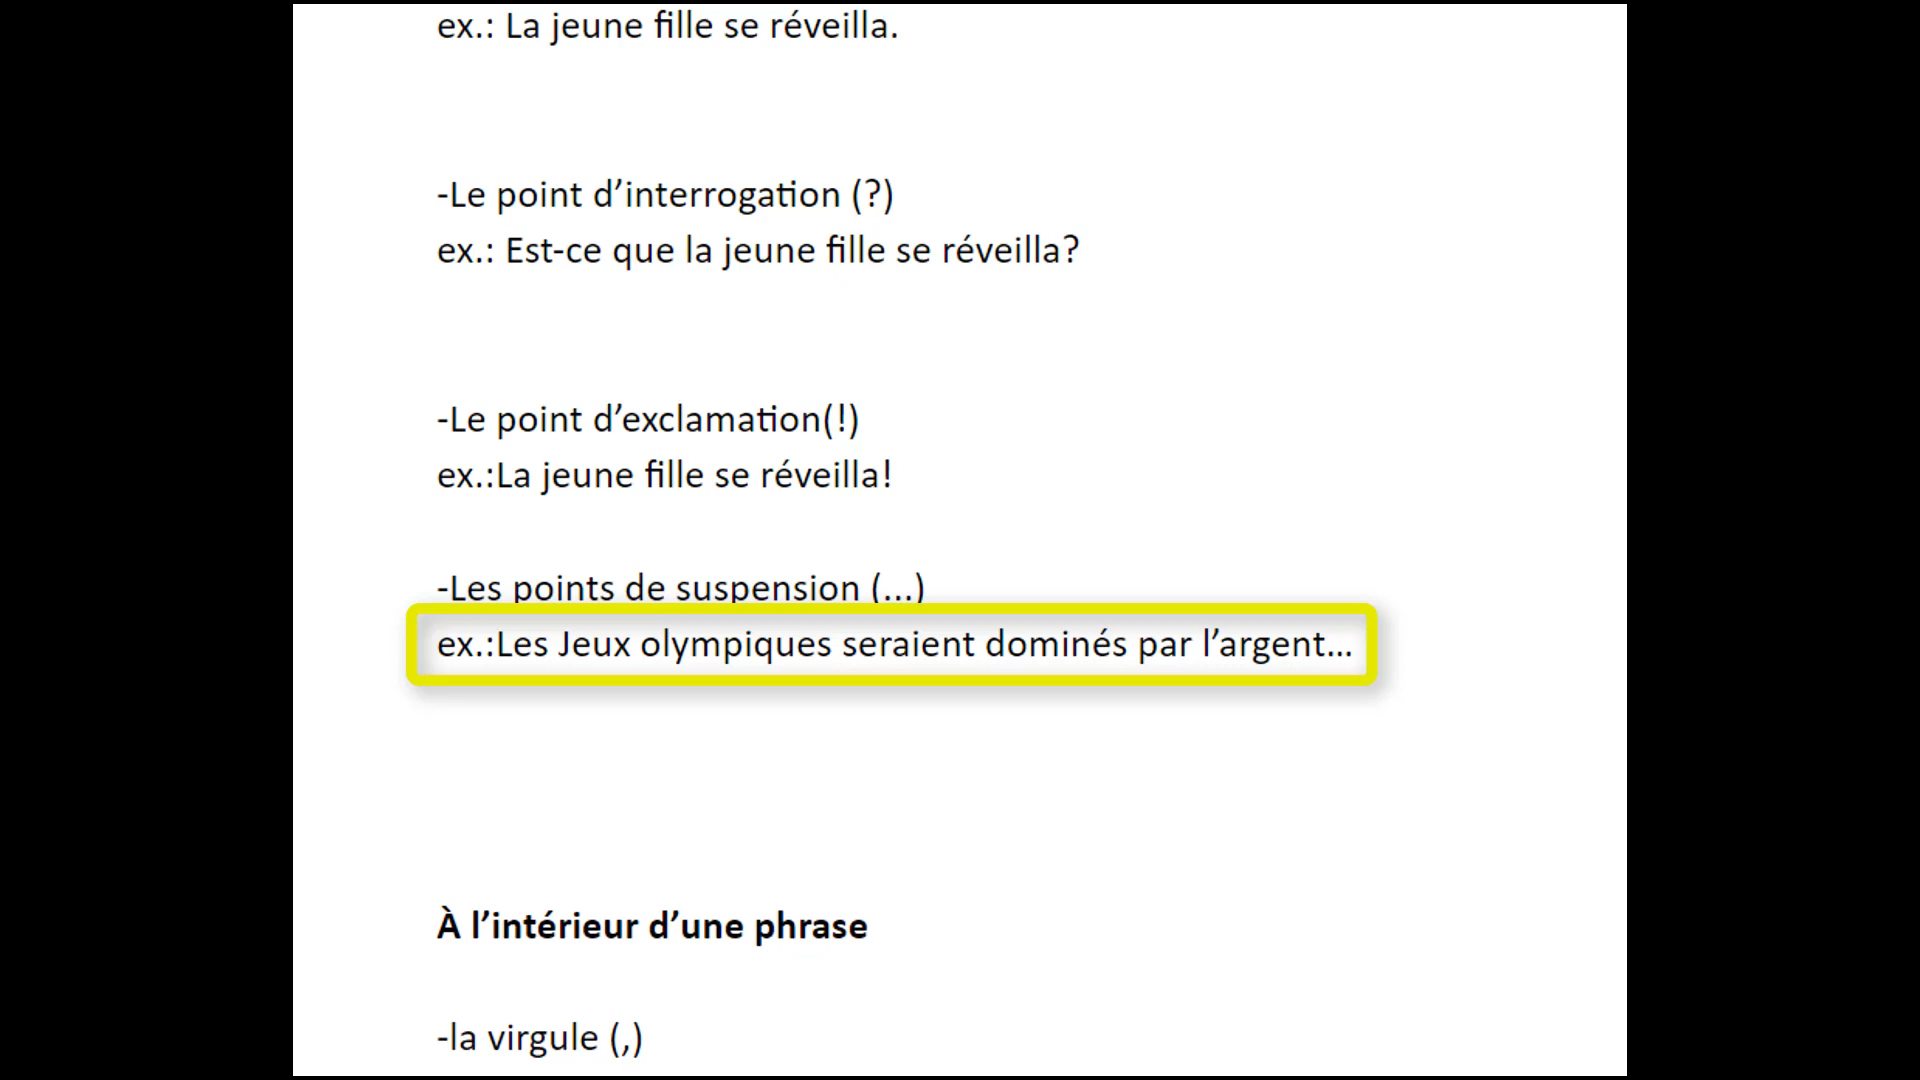 ex.: La jeune fille se réveilla.
-Le point d’interrogation (?)
ex.: Est-ce que la jeune fille se réveilla?
-Le point d’exclamation(!)
ex.:La jeune fille se réveilla!
-Les points de suspension (...)
ex.:Les Jeux olympiques seraient dominés par l’argent...
À l’intérieur d’une phrase
-la virgule (,)